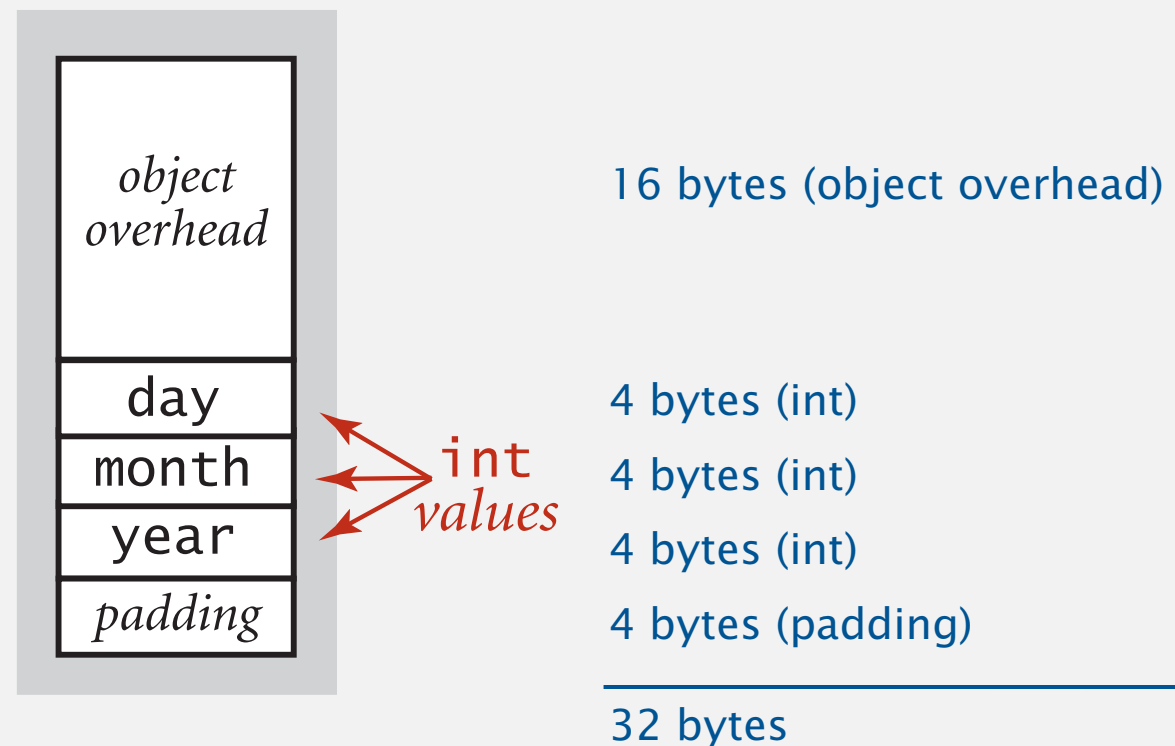 object
overhead
16 bytes (object overhead)
day
4 bytes (int)
month
int
values
4 bytes (int)
year
4 bytes (int)
padding
4 bytes (padding)
32 bytes